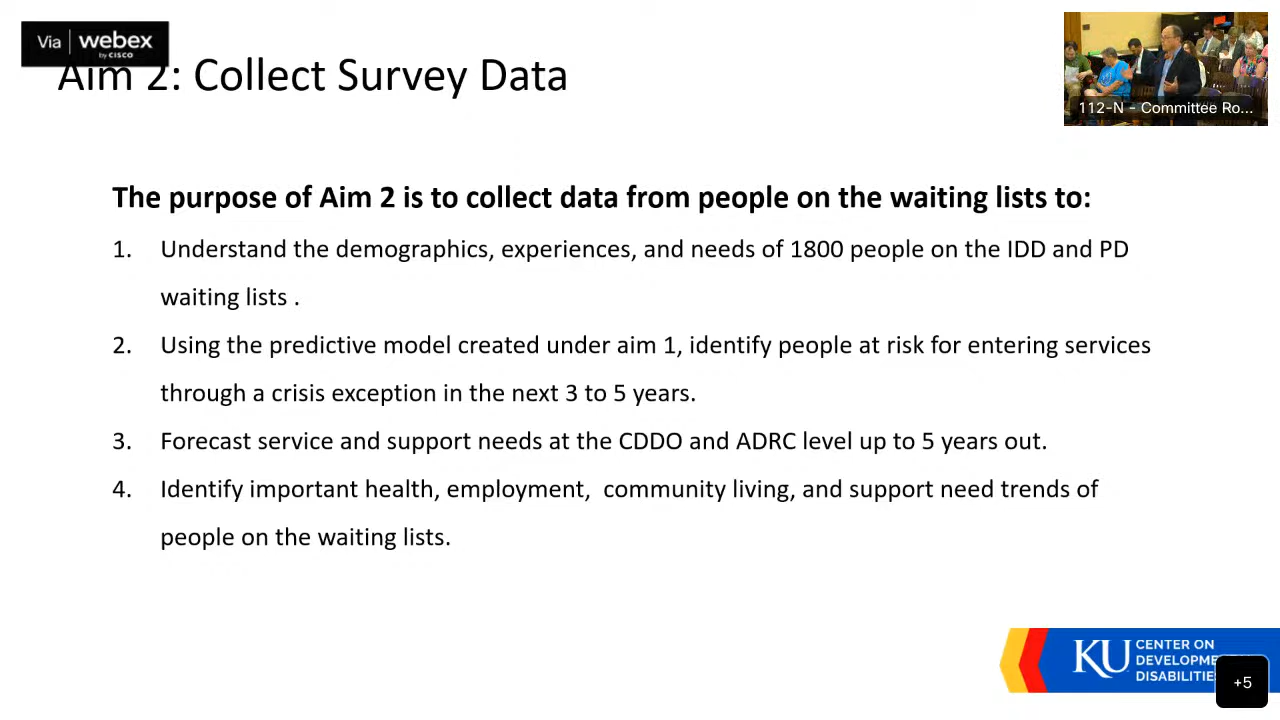 Via webex
by CISCO
Aim 2: Collect Survey Data
112-N - Committee Ro...
The purpose of Aim 2 is to collect data from people on the waiting lists to:
1. Understand the demographics, experiences, and needs of 1800 people on the IDD and PD
waiting lists .
2. Using the predictive model created under aim 1, identify people at risk for entering services
through a crisis exception in the next 3 to 5 years.
3. Forecast service and support needs at the CDDO and ADRC level up to 5 years out.
4. Identify important health, employment, community living, and support need trends of
people on the waiting lists.
KU CENTER ON
DEVELOPME
DISABILITIE
+5